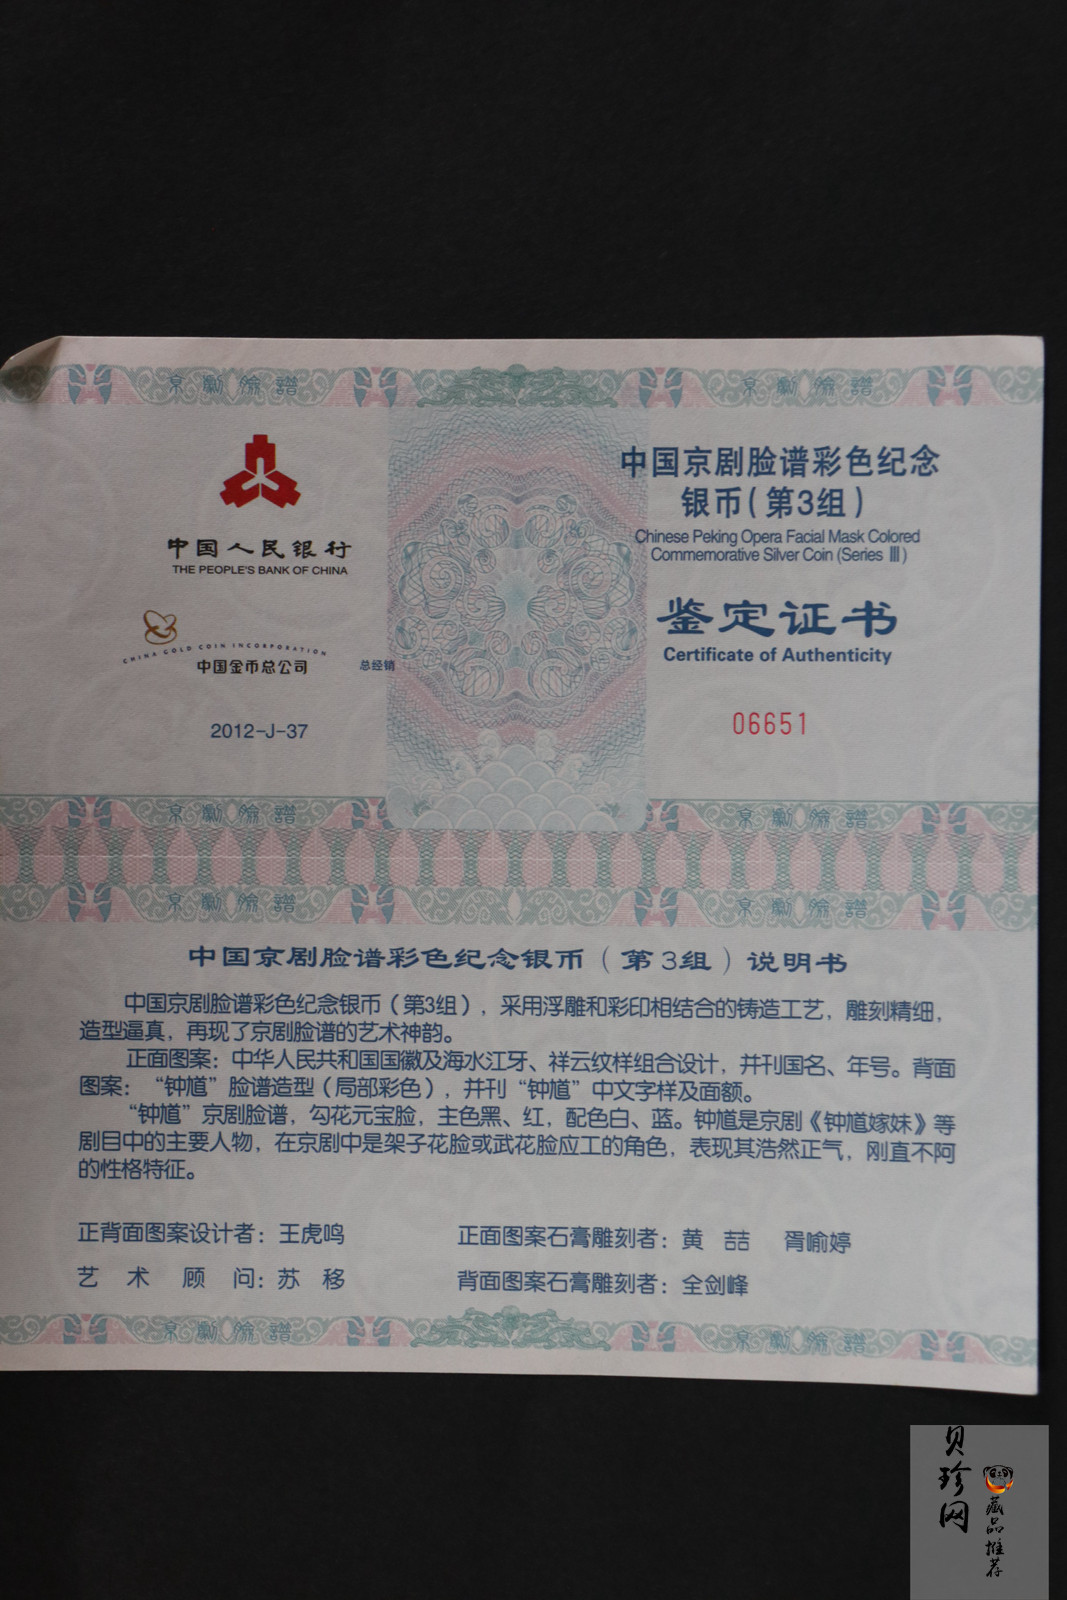 京劇臉譜
京劇臉譜
中国人民银行
THE PEOPLE'S BANK OF CHINA
CHINA GOLD COIN INCORPORATION
中国金币总公司
总经销
2012-J-37
中国京剧脸谱彩色纪念
银币（第3组）
Chinese Peking Opera Facial Mask Colored
Commemorative Silver Coin (Series Ⅲ)
鉴定证书
Certificate of Authenticity
06651
京劇臉譜
京劇臉譜
京劇臉譜
京劇臉譜
中国京剧脸谱彩色纪念银币（第3组）说明书
中国京剧脸谱彩色纪念银币（第3组），采用浮雕和彩印相结合的铸造工艺，雕刻精细，
造型逼真，再现了京剧脸谱的艺术神韵。
正面图案：中华人民共和国国徽及海水江牙、祥云纹样组合设计，并刊国名、年号。背面
图案：“钟馗”脸谱造型（局部彩色），并刊“钟馗”中文字样及面额。
“钟馗”京剧脸谱，勾花元宝脸，主色黑、红，配色白、蓝。钟馗是京剧《钟馗嫁妹》等
剧目中的主要人物，在京剧中是架子花脸或武花脸应工的角色，表现其浩然正气，刚直不阿
的性格特征。
正背面图案设计者：王虎鸣
正面图案石膏雕刻者：黄喆 胥喻婷
艺术顾问：苏移
背面图案石膏雕刻者：全剑峰
京劇臉譜
京劇臉譜
贝珍网
藏品推荐